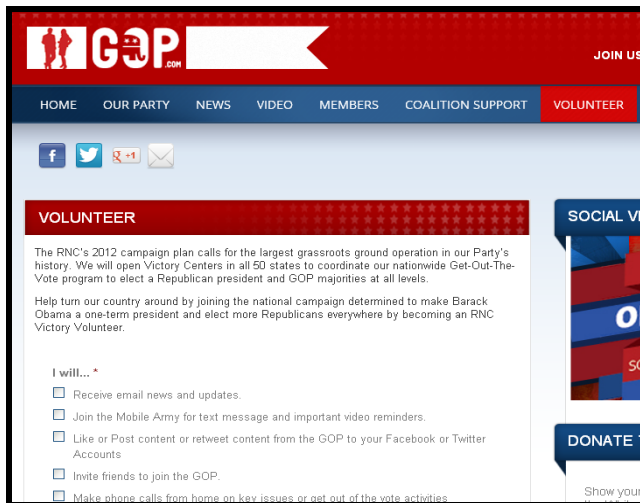 GOP.COM
JOIN US
HOME OUR PARTY NEWS VIDEO MEMBERS COALITION SUPPORT VOLUNTEER
f
g +1
VOLUNTEER
The RNC's 2012 campaign plan calls for the largest grassroots ground operation in our Party's
history. We will open Victory Centers in all 50 states to coordinate our nationwide Get-Out-The-
Vote program to elect a Republican president and GOP majorities at all levels.
Help turn our country around by joining the national campaign determined to make Barack
Obama a one-term president and elect more Republicans everywhere by becoming an RNC
Victory Volunteer.
I will... *
Receive email news and updates.
Join the Mobile Army for text message and important video reminders.
Like or Post content or retweet content from the GOP to your Facebook or Twitter
Accounts
Invite friends to join the GOP.
Make phone calls from home on key issues or get out of the vote activities
SOCIAL VI
O
SO
DONATE
Show your